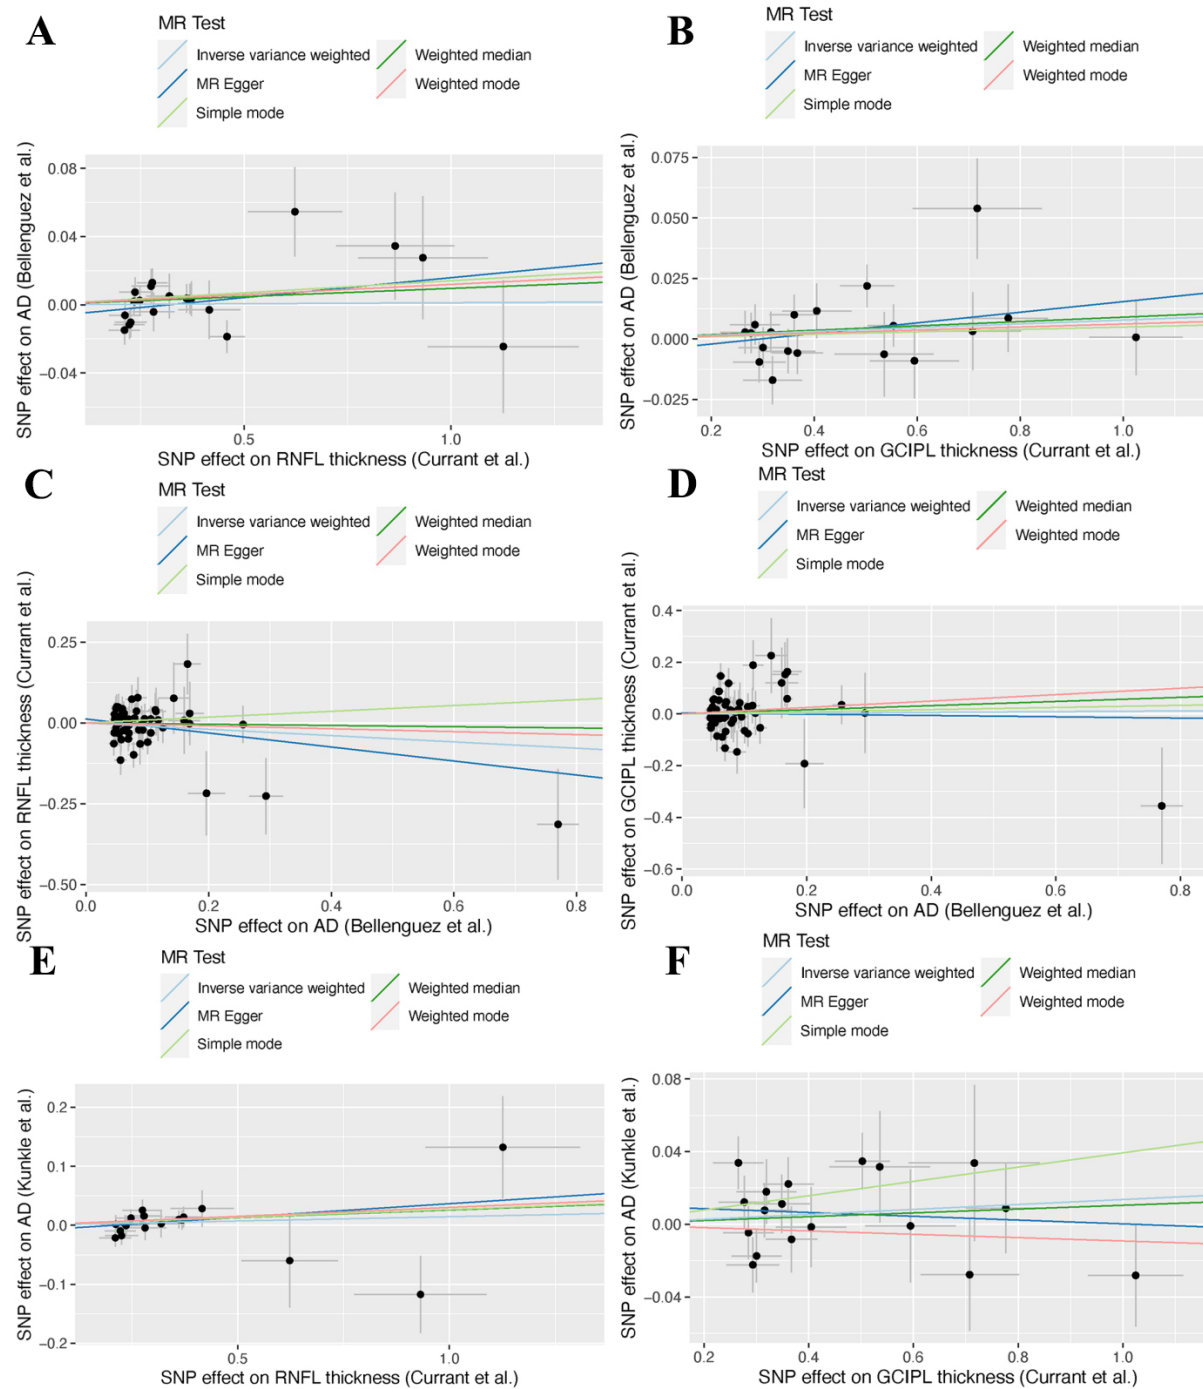 A
MR Test
Inverse variance weighted
Weighted median
MR Egger
Weighted mode
Simple mode
SNP effect on AD (Bellenguez et al.)
0.08
0.04
0.00
−0.04
0.5
1.0
SNP effect on RNFL thickness (Currant et al.)
B
MR Test
Inverse variance weighted
Weighted median
MR Egger
Weighted mode
Simple mode
SNP effect on AD (Bellenguez et al.)
0.075
0.050
0.025
0.000
−0.025
0.2
0.4
0.6
0.8
1.0
SNP effect on GCIPL thickness (Currant et al.)
C
MR Test
Inverse variance weighted
Weighted median
MR Egger
Weighted mode
Simple mode
SNP effect on RNFL thickness (Currant et al.)
0.25
0.00
−0.25
−0.50
0.0
0.2
0.4
0.6
0.8
SNP effect on AD (Bellenguez et al.)
D
MR Test
Inverse variance weighted
Weighted median
MR Egger
Weighted mode
Simple mode
SNP effect on GCIPL thickness (Currant et al.)
0.4
0.2
0.0
−0.2
−0.4
−0.6
0.0
0.2
0.4
0.6
0.8
SNP effect on AD (Bellenguez et al.)
E
MR Test
Inverse variance weighted
Weighted median
MR Egger
Weighted mode
Simple mode
SNP effect on AD (Kunkle et al.)
0.2
0.1
0.0
−0.1
−0.2
0.5
1.0
SNP effect on RNFL thickness (Currant et al.)
F
MR Test
Inverse variance weighted
Weighted median
MR Egger
Weighted mode
Simple mode
SNP effect on AD (Kunkle et al.)
0.08
0.04
0.00
−0.04
0.2
0.4
0.6
0.8
1.0
SNP effect on GCIPL thickness (Currant et al.)